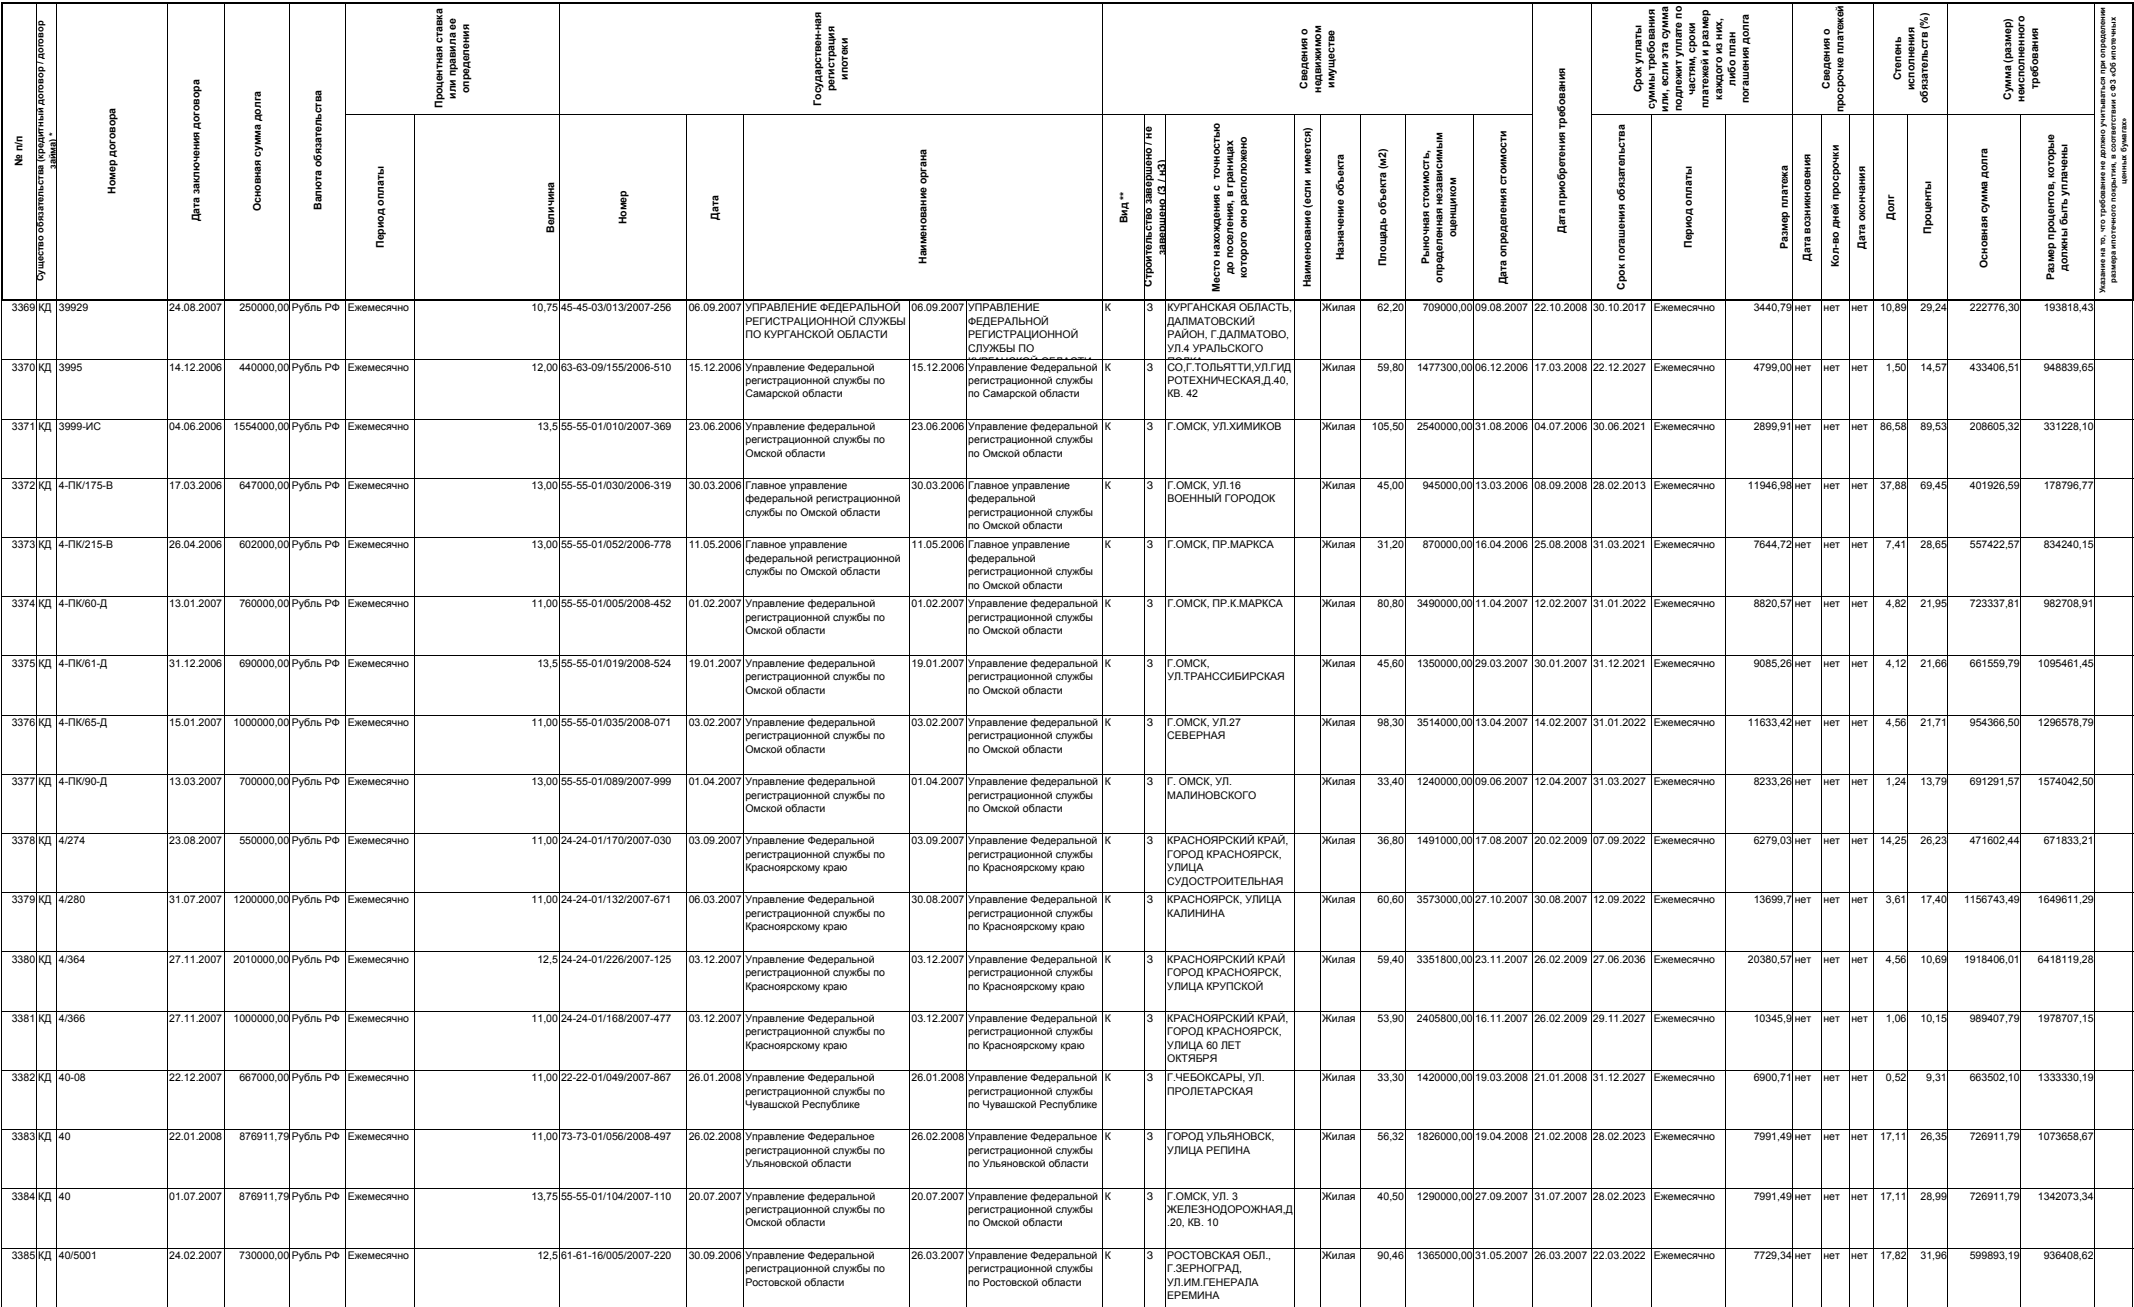 № п/п
Существо обязательства (кредитный договор / договор
займа) *
Номер договора
Дата заключения договора
Основная сумма долга
Валюта обязательства
Процентная ставка
или правила ее
определения
Период оплаты
Величина
Государствен-ная
регистрация
ипотеки
Номер
Дата
Наименование органа
Сведения о
недвижимом
имуществе
Вид **
Строительство завершено / не
завершено (З / нЗ)
Место нахождения с точностью
до поселения, в границах
которого оно расположено
Наименование (если имеется)
Назначение объекта
Площадь объекта (м2)
Рыночная стоимость,
определенная независимым
оценщиком
Дата определения стоимости
Дата приобретения требования
Срок уплаты
суммы требования
или, если эта сумма
подлежит уплате по
частям, сроки
платежей и размер
каждого из них,
либо план
погашения долга
Срок погашения обязательства
Период оплаты
Размер платежа
Сведения о
просрочке платежей
Дата возникновения
Кол-во дней просрочки
Дата окончания
Степень
исполнения
обязательств (%)
Долг
Проценты
Сумма (размер)
неисполненного
требования
Основная сумма долга
Размер процентов, которые
должны быть уплачены
Указание на то, что требование не должно учитываться при определении
размера ипотечного покрытия, в соответствии с ФЗ «Об ипотечных
ценных бумагах»
3369 КД 39929 24.08.2007 250000,00 Рубль РФ Ежемесячно 10,75 45-45-03/013/2007-256 06.09.2007 УПРАВЛЕНИЕ ФЕДЕРАЛЬНОЙ 06.09.2007 УПРАВЛЕНИЕ К З КУРГАНСКАЯ ОБЛАСТЬ, Жилая 62,20 709000,00 09.08.2007 22.10.2008 30.10.2017 Ежемесячно 3440,79 нет нет нет 10,89 29,24 222776,30 193818,43
РЕГИСТРАЦИОННОЙ СЛУЖБЫ ФЕДЕРАЛЬНОЙ ДАЛМАТОВСКИЙ
ПО КУРГАНСКОЙ ОБЛАСТИ РЕГИСТРАЦИОННОЙ РАЙОН, Г.ДАЛМАТОВО,
СЛУЖБЫ ПО УЛ.4 УРАЛЬСКОГО
КУРГАНСКОЙ ОБЛАСТИ ПОЛКА
3370 КД 3995 14.12.2006 440000,00 Рубль РФ Ежемесячно 12,00 63-63-09/155/2006-510 15.12.2006 Управление Федеральной 15.12.2006 Управление Федеральной К З СО,Г.ТОЛЬЯТТИ,УЛ.ГИД Жилая 59,80 1477300,00 06.12.2006 17.03.2008 22.12.2027 Ежемесячно 4799,00 нет нет нет 1,50 14,57 433406,51 948839,65
регистрационной службы по регистрационной службы РОТЕХНИЧЕСКАЯ,Д.40,
Самарской области по Самарской области КВ. 42
3371 КД 3999-ИС 04.06.2006 1554000,00 Рубль РФ Ежемесячно 13,5 55-55-01/010/2007-369 23.06.2006 Управление федеральной 23.06.2006 Управление федеральной К З Г.ОМСК, УЛ.ХИМИКОВ Жилая 105,50 2540000,00 31.08.2006 04.07.2006 30.06.2021 Ежемесячно 2899,91 нет нет нет 86,58 89,53 208605,32 331228,10
регистрационной службы по регистрационной службы
Омской области по Омской области
3372 КД 4-ПК/175-В 17.03.2006 647000,00 Рубль РФ Ежемесячно 13,00 55-55-01/030/2006-319 30.03.2006 Главное управление 30.03.2006 Главное управление К З Г.ОМСК, УЛ.16 Жилая 45,00 945000,00 13.03.2006 08.09.2008 28.02.2013 Ежемесячно 11946,98 нет нет нет 37,88 69,45 401926,59 178796,77
федеральной регистрационной федеральной ВОЕННЫЙ ГОРОДОК
службы по Омской области регистрационной службы
по Омской области
3373 КД 4-ПК/215-В 26.04.2006 602000,00 Рубль РФ Ежемесячно 13,00 55-55-01/052/2006-778 11.05.2006 Главное управление 11.05.2006 Главное управление К З Г.ОМСК, ПР.МАРКСА Жилая 31,20 870000,00 16.04.2006 25.08.2008 31.03.2021 Ежемесячно 7644,72 нет нет нет 7,41 28,65 557422,57 834240,15
федеральной регистрационной федеральной
службы по Омской области регистрационной службы
по Омской области
3374 КД 4-ПК/60-Д 13.01.2007 760000,00 Рубль РФ Ежемесячно 11,00 55-55-01/005/2008-452 01.02.2007 Управление федеральной 01.02.2007 Управление федеральной К З Г.ОМСК, ПР.К.МАРКСА Жилая 80,80 3490000,00 11.04.2007 12.02.2007 31.01.2022 Ежемесячно 8820,57 нет нет нет 4,82 21,95 723337,81 982708,91
регистрационной службы по регистрационной службы
Омской области по Омской области
3375 КД 4-ПК/61-Д 31.12.2006 690000,00 Рубль РФ Ежемесячно 13,5 55-55-01/019/2008-524 19.01.2007 Управление федеральной 19.01.2007 Управление федеральной К З Г.ОМСК, Жилая 45,60 1350000,00 29.03.2007 30.01.2007 31.12.2021 Ежемесячно 9085,26 нет нет нет 4,12 21,66 661559,79 1095461,45
регистрационной службы по регистрационной службы УЛ.ТРАНССИБИРСКАЯ
Омской области по Омской области
3376 КД 4-ПК/65-Д 15.01.2007 1000000,00 Рубль РФ Ежемесячно 11,00 55-55-01/035/2008-071 03.02.2007 Управление федеральной 03.02.2007 Управление федеральной К З Г.ОМСК, УЛ.27 Жилая 98,30 3514000,00 13.04.2007 14.02.2007 31.01.2022 Ежемесячно 11633,42 нет нет нет 4,56 21,71 954366,50 1296578,79
регистрационной службы по регистрационной службы СЕВЕРНАЯ
Омской области по Омской области
3377 КД 4-ПК/90-Д 13.03.2007 700000,00 Рубль РФ Ежемесячно 13,00 55-55-01/089/2007-999 01.04.2007 Управление федеральной 01.04.2007 Управление федеральной К З Г. ОМСК, УЛ. Жилая 33,40 1240000,00 09.06.2007 12.04.2007 31.03.2027 Ежемесячно 8233,26 нет нет нет 1,24 13,79 691291,57 1574042,50
регистрационной службы по регистрационной службы МАЛИНОВСКОГО
Омской области по Омской области
3378 КД 4/274 23.08.2007 550000,00 Рубль РФ Ежемесячно 11,00 24-24-01/170/2007-030 03.09.2007 Управление Федеральной 03.09.2007 Управление Федеральной К З КРАСНОЯРСКИЙ КРАЙ, Жилая 36,80 1491000,00 17.08.2007 20.02.2009 07.09.2022 Ежемесячно 6279,03 нет нет нет 14,25 26,23 471602,44 671833,21
регистрационной службы по регистрационной службы ГОРОД КРАСНОЯРСК,
Красноярскому краю по Красноярскому краю УЛИЦА
СУДОСТРОИТЕЛЬНАЯ
3379 КД 4/280 31.07.2007 1200000,00 Рубль РФ Ежемесячно 11,00 24-24-01/132/2007-671 06.03.2007 Управление Федеральной 30.08.2007 Управление Федеральной К З КРАСНОЯРСК, УЛИЦА Жилая 60,60 3573000,00 27.10.2007 30.08.2007 12.09.2022 Ежемесячно 13699,7 нет нет нет 3,61 17,40 1156743,49 1649611,29
регистрационной службы по регистрационной службы КАЛИНИНА
Красноярскому краю по Красноярскому краю
3380 КД 4/364 27.11.2007 2010000,00 Рубль РФ Ежемесячно 12,5 24-24-01/226/2007-125 03.12.2007 Управление Федеральной 03.12.2007 Управление Федеральной К З КРАСНОЯРСКИЙ КРАЙ Жилая 59,40 3351800,00 23.11.2007 26.02.2009 27.06.2036 Ежемесячно 20380,57 нет нет нет 4,56 10,69 1918406,01 6418119,28
регистрационной службы по регистрационной службы ГОРОД КРАСНОЯРСК,
Красноярскому краю по Красноярскому краю УЛИЦА КРУПСКОЙ
3381 КД 4/366 27.11.2007 1000000,00 Рубль РФ Ежемесячно 11,00 24-24-01/168/2007-477 03.12.2007 Управление Федеральной 03.12.2007 Управление Федеральной К З КРАСНОЯРСКИЙ КРАЙ, Жилая 53,90 2405800,00 16.11.2007 26.02.2009 29.11.2027 Ежемесячно 10345,9 нет нет нет 1,06 10,15 989407,79 1978707,15
регистрационной службы по регистрационной службы ГОРОД КРАСНОЯРСК,
Красноярскому краю по Красноярскому краю УЛИЦА 60 ЛЕТ
ОКТЯБРЯ
3382 КД 40-08 22.12.2007 667000,00 Рубль РФ Ежемесячно 11,00 22-22-01/049/2007-867 26.01.2008 Управление Федеральной 26.01.2008 Управление Федеральной К З Г.ЧЕБОКСАРЫ, УЛ. Жилая 33,30 1420000,00 19.03.2008 21.01.2008 31.12.2027 Ежемесячно 6900,71 нет нет нет 0,52 9,31 663502,10 1333330,19
регистрационной службы по регистрационной службы ПРОЛЕТАРСКАЯ
Чувашской Республике по Чувашской Республике
3383 КД 40 22.01.2008 876911,79 Рубль РФ Ежемесячно 11,00 73-73-01/056/2008-497 26.02.2008 Управление Федеральное 26.02.2008 Управление Федеральное К З ГОРОД УЛЬЯНОВСК, Жилая 56,32 1826000,00 19.04.2008 21.02.2008 28.02.2023 Ежемесячно 7991,49 нет нет нет 17,11 26,35 726911,79 1073658,67
регистрационной службы по регистрационной службы УЛИЦА РЕПИНА
Ульяновской области по Ульяновской области
3384 КД 40 01.07.2007 876911,79 Рубль РФ Ежемесячно 13,75 55-55-01/104/2007-110 20.07.2007 Управление федеральной 20.07.2007 Управление федеральной К З Г.ОМСК, УЛ. 3 Жилая 40,50 1290000,00 27.09.2007 31.07.2007 28.02.2023 Ежемесячно 7991,49 нет нет нет 17,11 28,99 726911,79 1342073,34
регистрационной службы по регистрационной службы ЖЕЛЕЗНОДОРОЖНАЯ,Д
Омской области по Омской области .20, КВ. 10
3385 КД 40/5001 24.02.2007 730000,00 Рубль РФ Ежемесячно 12,5 61-61-16/005/2007-220 30.09.2006 Управление Федеральной 26.03.2007 Управление Федеральной К З РОСТОВСКАЯ ОБЛ., Жилая 90,46 1365000,00 31.05.2007 26.03.2007 22.03.2022 Ежемесячно 7729,34 нет нет нет 17,82 31,96 599893,19 936408,62
регистрационной службы по регистрационной службы Г.ЗЕРНОГРАД,
Ростовской области по Ростовской области УЛ.ИМ.ГЕНЕРАЛА
ЕРЕМИНА